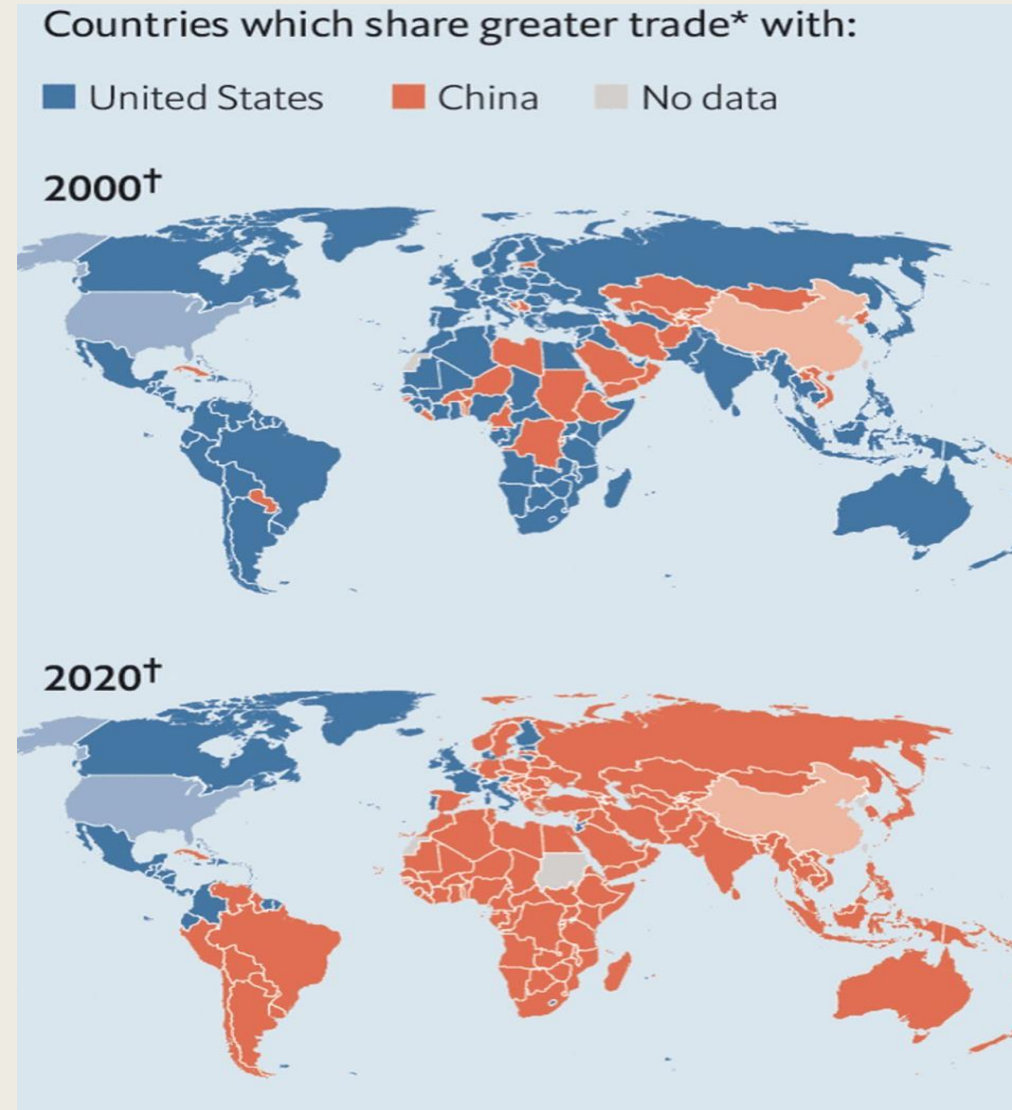 Countries which share greater trade* with:
United States China No data
2000†
2020†